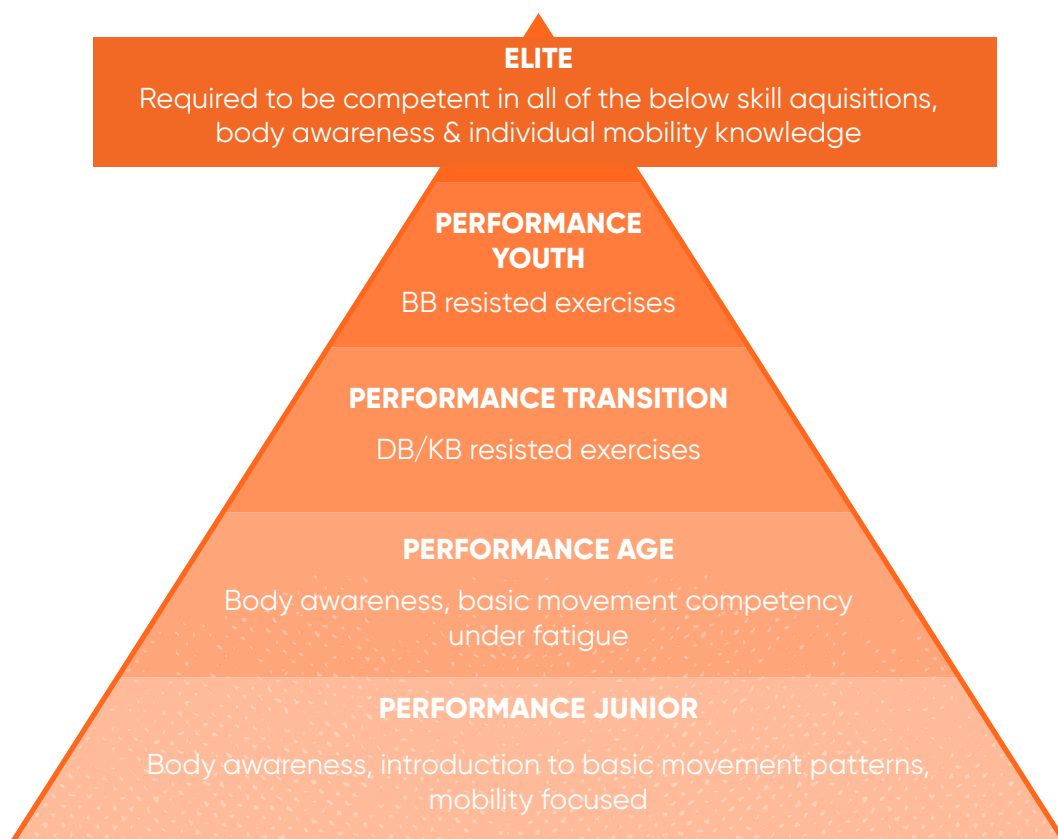 ELITE
Required to be competent in all of the below skill aquisitions,
body awareness & individual mobility knowledge
PERFORMANCE
YOUTH
BB resisted exercises
PERFORMANCE TRANSITION
DB/KB resisted exercises
PERFORMANCE AGE
Body awareness, basic movement competency
under fatigue
PERFORMANCE JUNIOR
Body awareness, introduction to basic movement patterns,
mobility focused